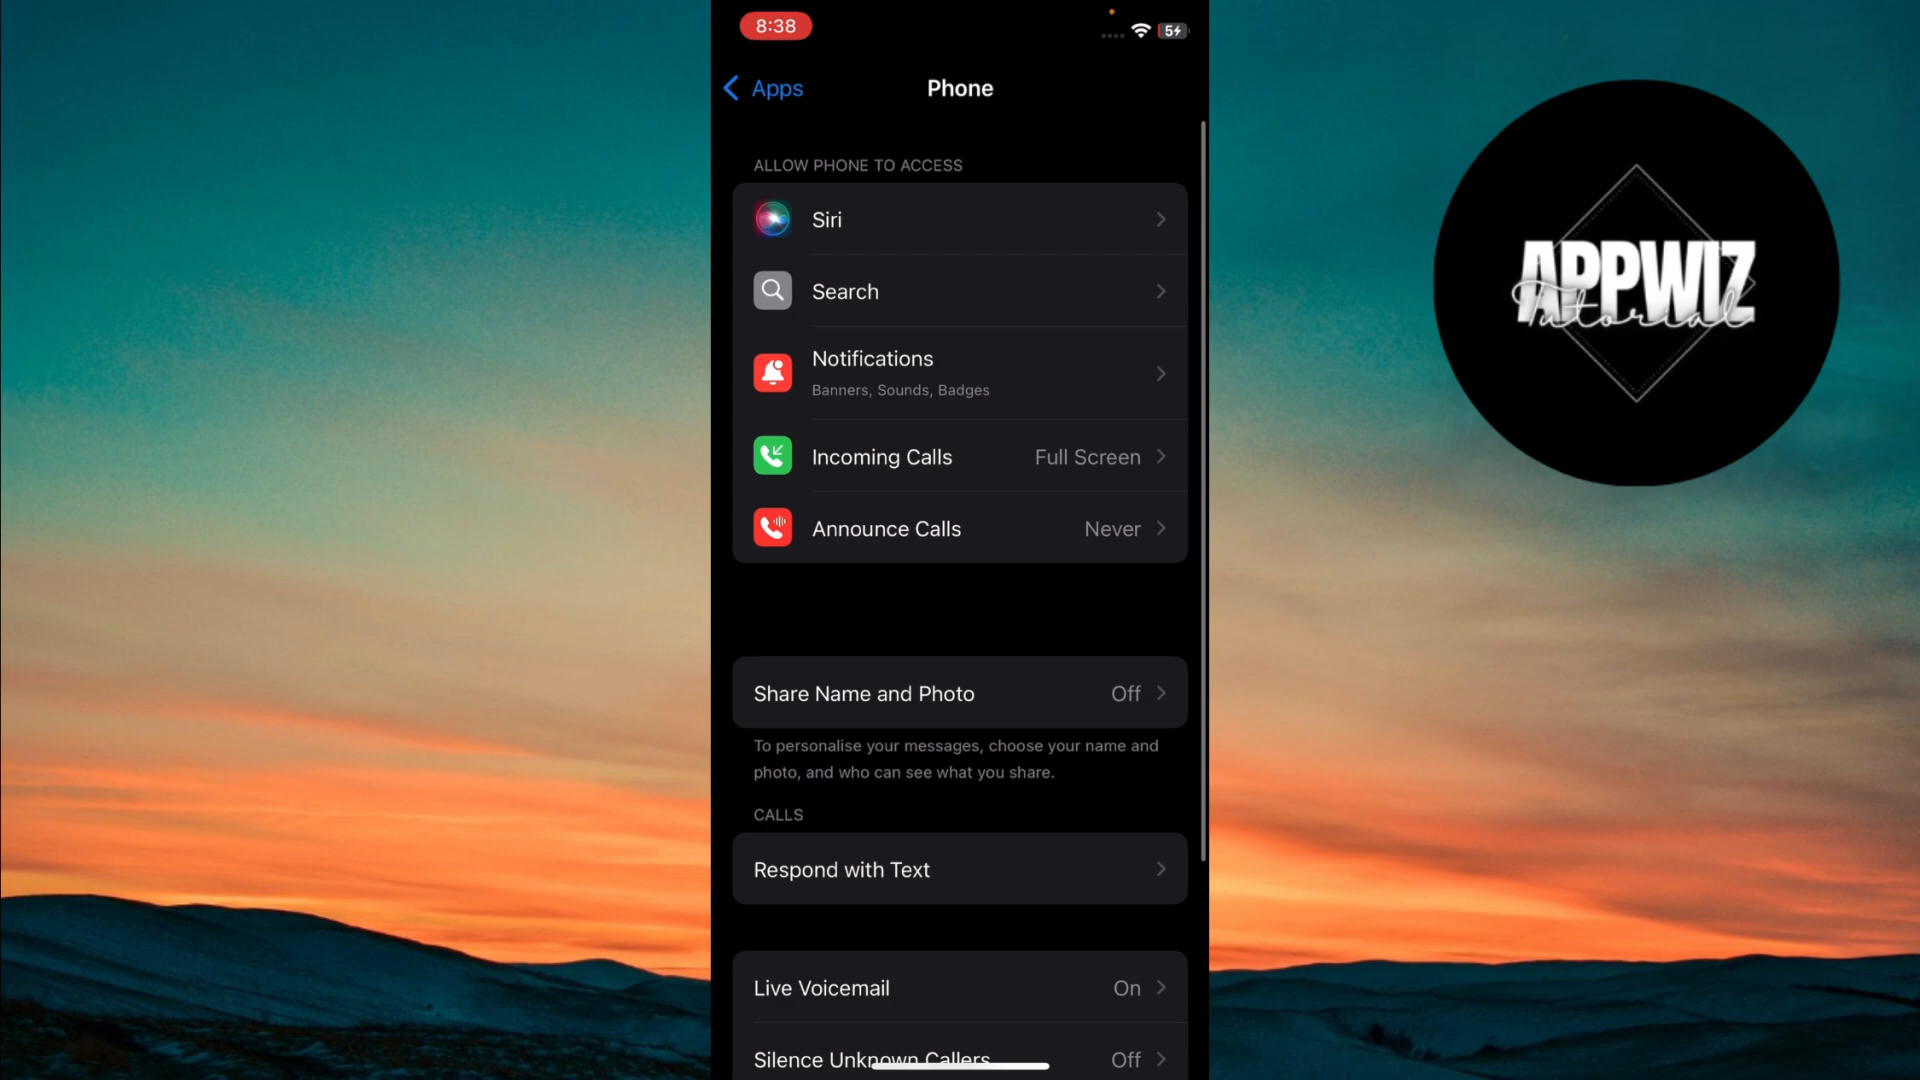 8:38
5
Apps
Phone
ALLOW PHONE TO ACCESS
Siri
Search
Notifications
Banners, Sounds, Badges
Incoming Calls Full Screen
Announce Calls Never
Share Name and Photo Off
To personalise your messages, choose your name and
photo, and who can see what you share.
CALLS
Respond with Text
Live Voicemail On
Silence Unknown Callers Off
APPWIZ
Tutorial